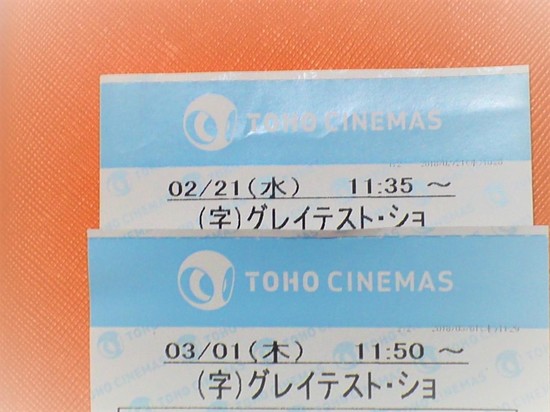 TOHO CINEMAS
02/21(水) 11:35 ～
(字)グレイテスト・ショ
TOHO CINEMAS
03/01(木) 11:50 ～
(字)グレイテスト・ショ